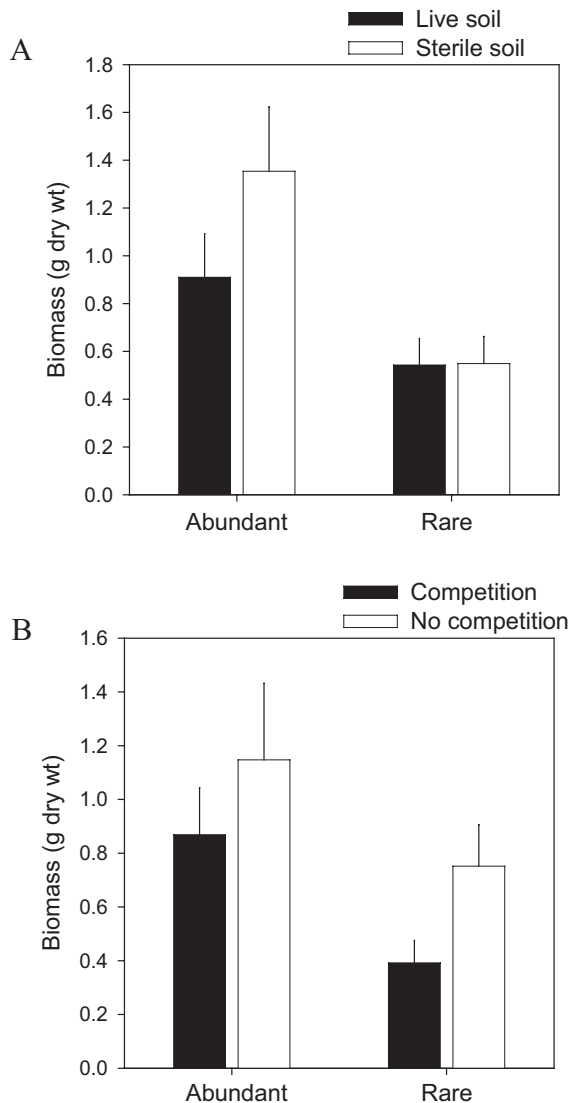 Live soil
Sterile soil
A
1.8
1.6
1.4
1.2
1.0
0.8
0.6
0.4
0.2
0.0
Biomass (g dry wt)
Abundant Rare
Competition
No competition
B
1.6
1.4
1.2
1.0
0.8
0.6
0.4
0.2
0.0
Biomass (g dry wt)
Abundant Rare